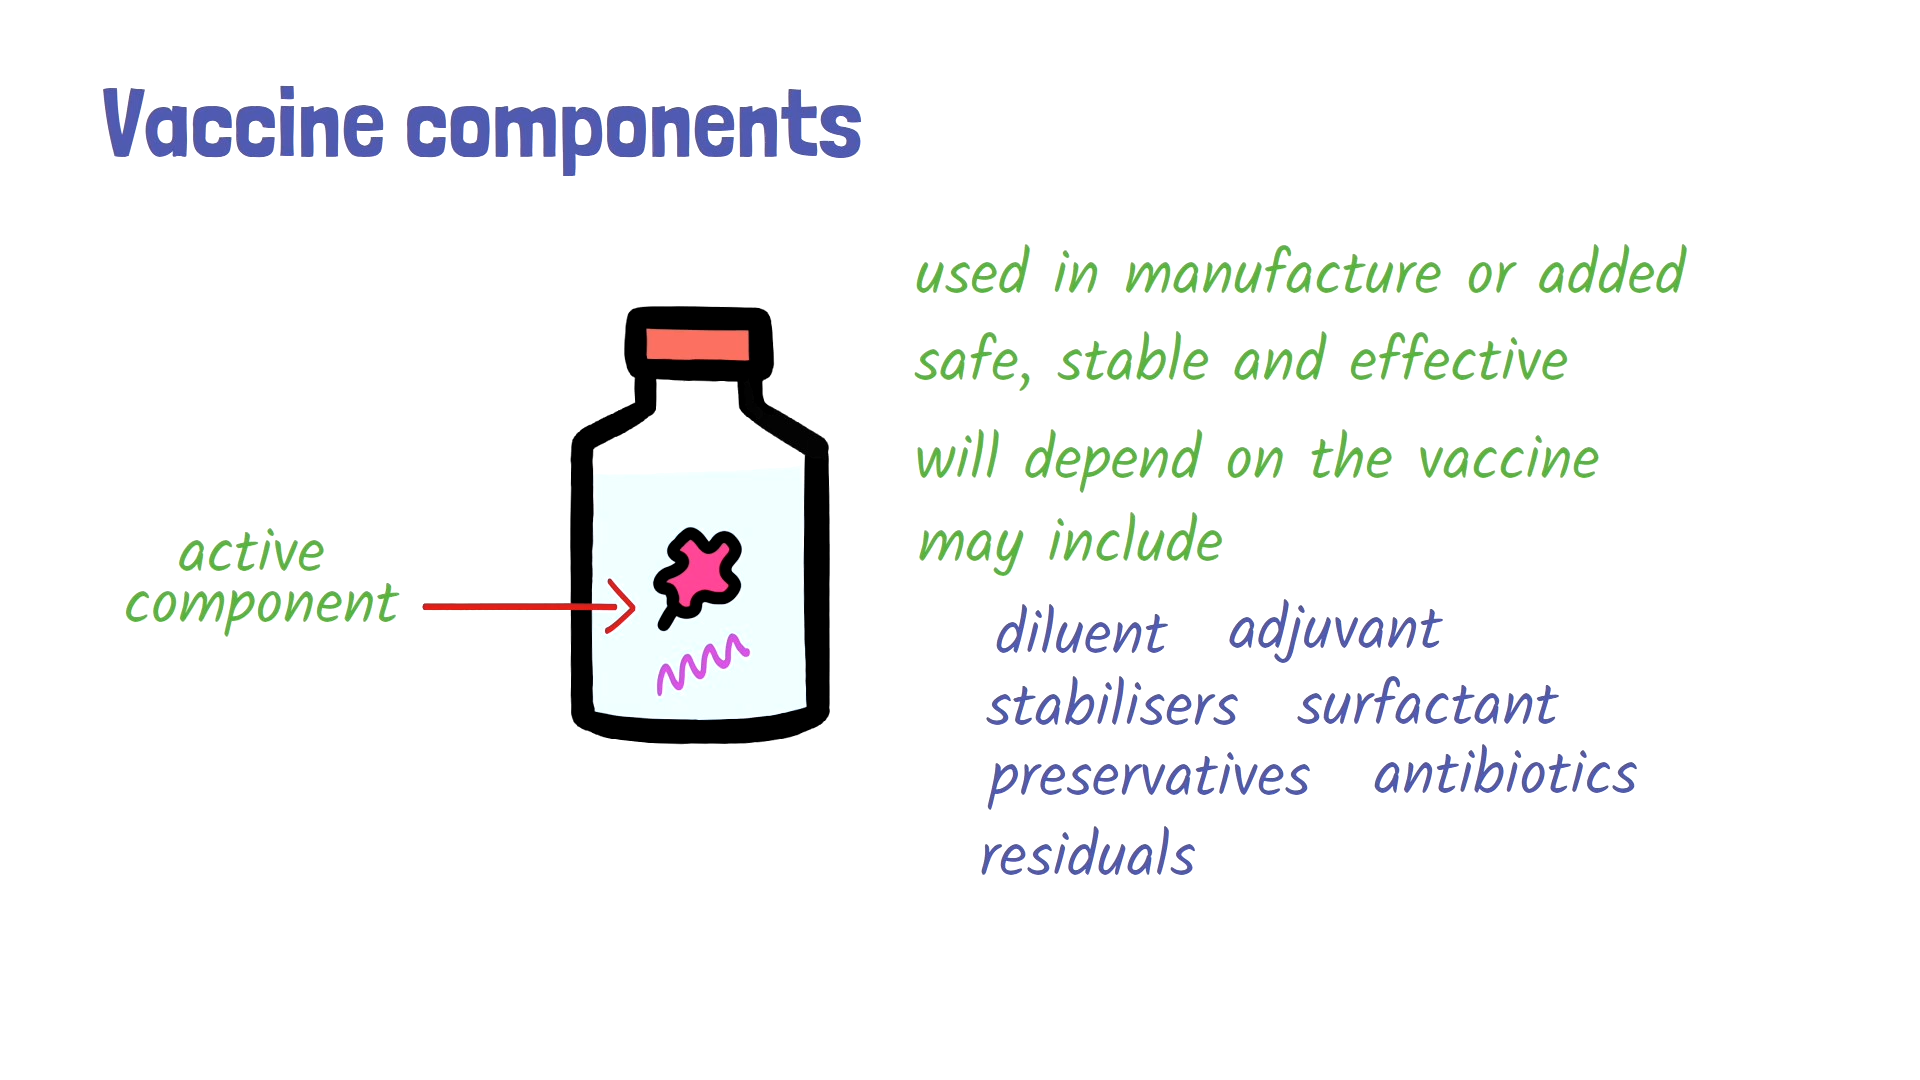 Vaccine components
used in manufacture or added
safe, stable and effective
will depend on the vaccine
may include
active
component
diluent adjuvant
stabilisers surfactant
preservatives antibiotics
residuals